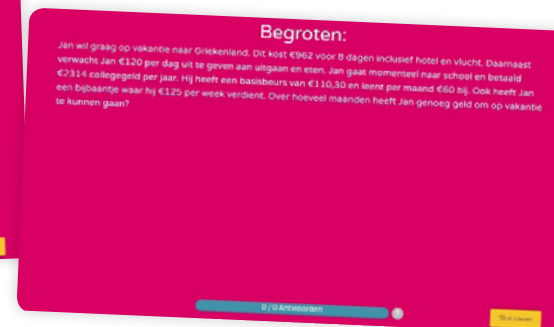 Begroten:
Jan wil graag op vakantie naar Griekenland. Dit kost €962 voor 8 dagen inclusief hotel en vlucht. Daarnaast
verwacht Jan €120 per dag uit te geven aan uitgaan en eten. Jan gaat momenteel naar school en betaald
€2314 collegegeld per jaar. Hij heeft een basisbeurs van €110,30 en leent per maand €60 bij. Ook heeft Jan
een bijbaantje waar hij €125 per week verdient. Over hoeveel maanden heeft Jan genoeg geld om op vakantie
te kunnen gaan?
0 / 0 Antwoorden